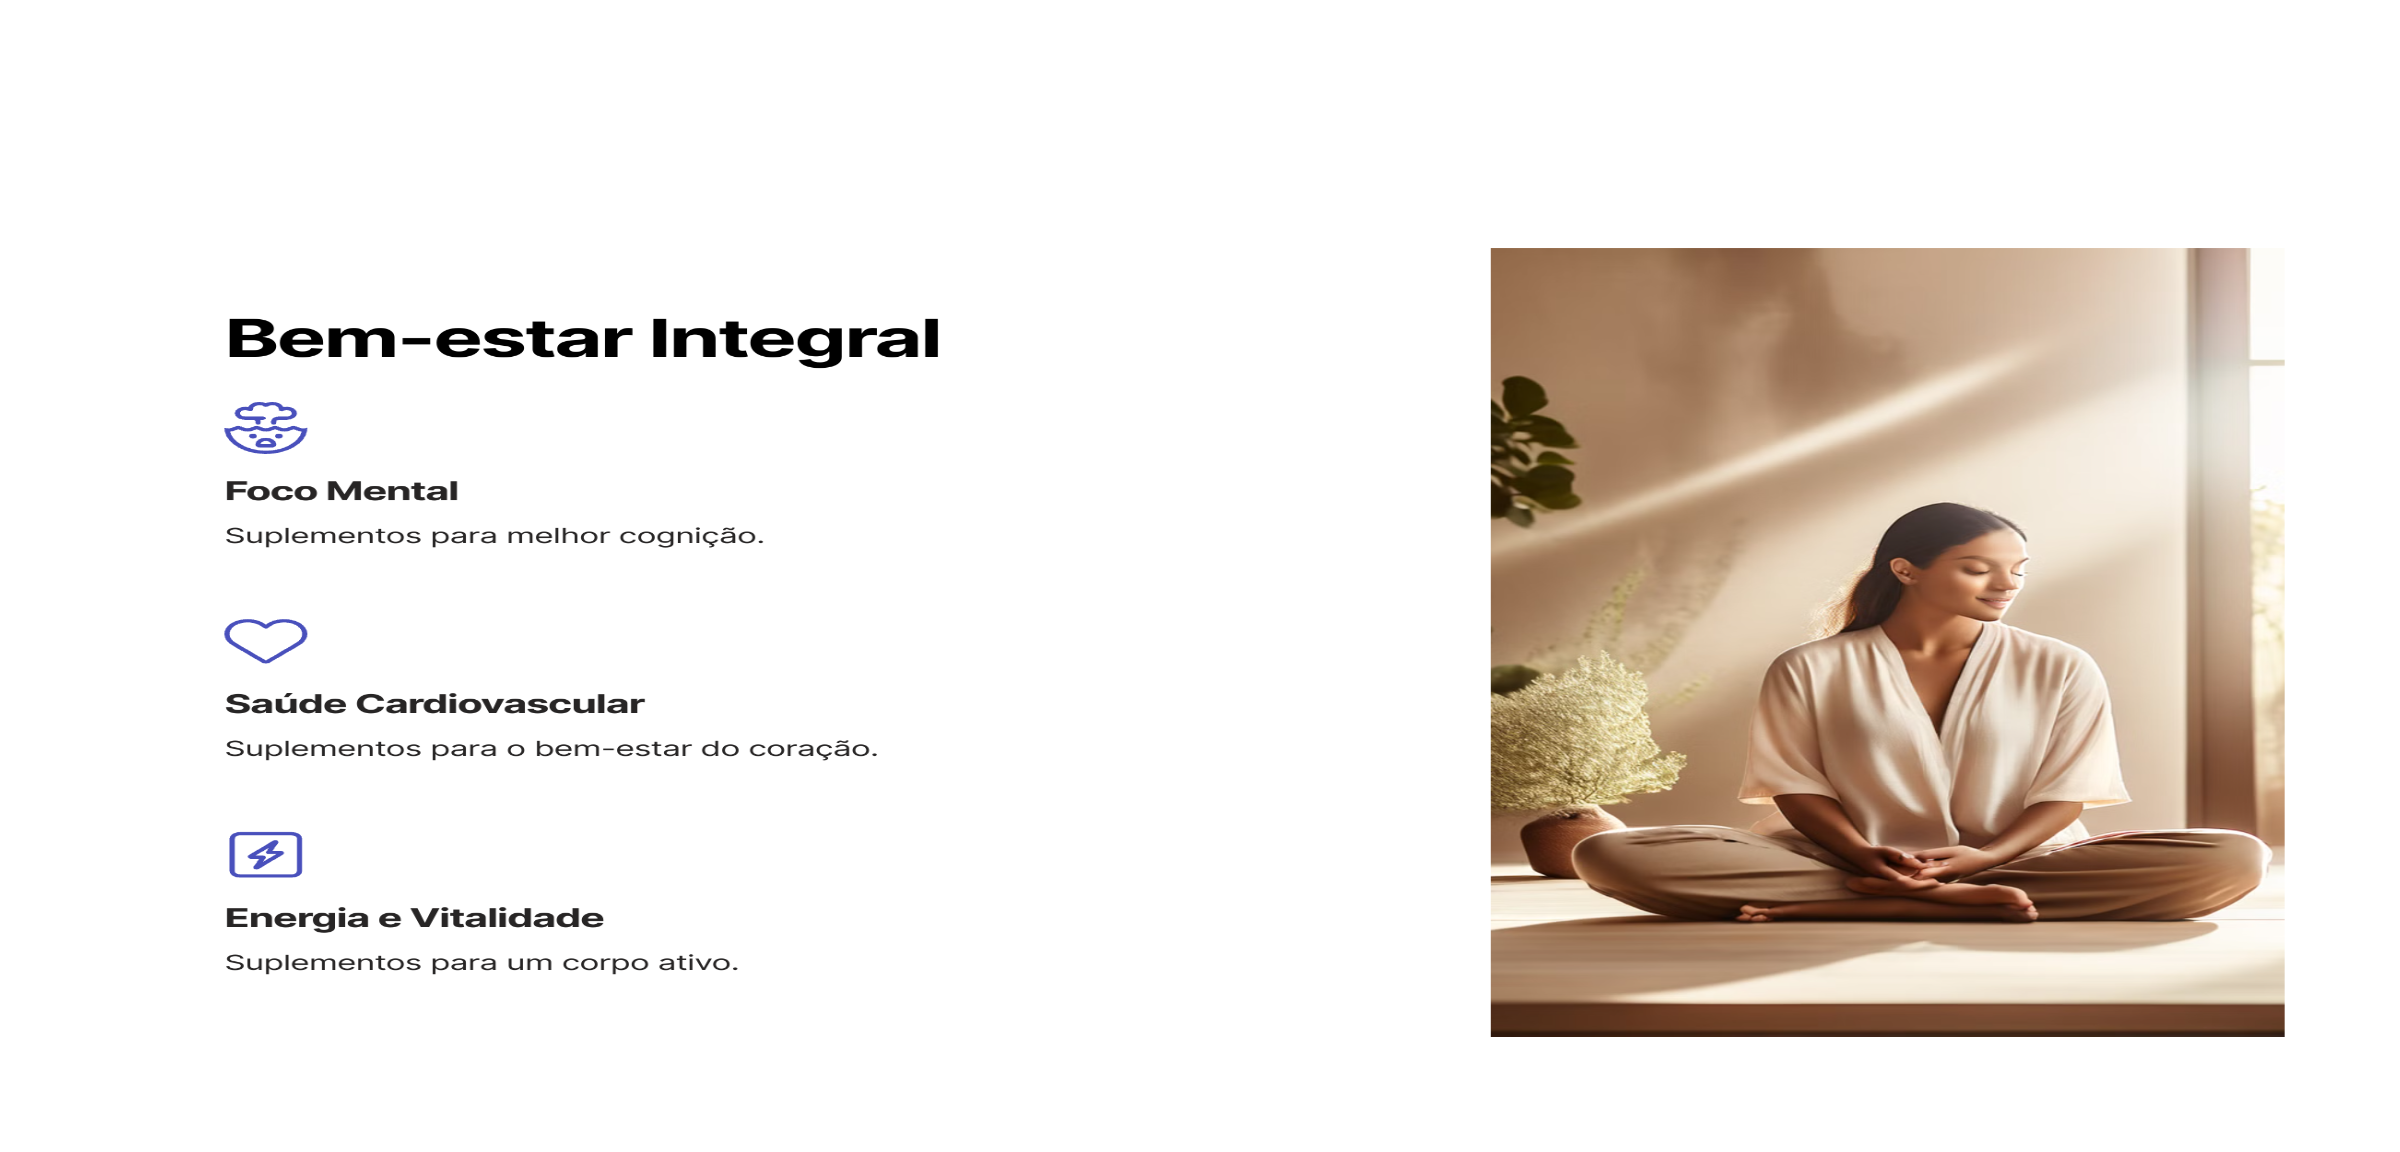 Bem-estar Integral
Foco Mental
Suplementos para melhor cognição.
Saúde Cardiovascular
Suplementos para o bem-estar do coração.
Energia e Vitalidade
Suplementos para um corpo ativo.